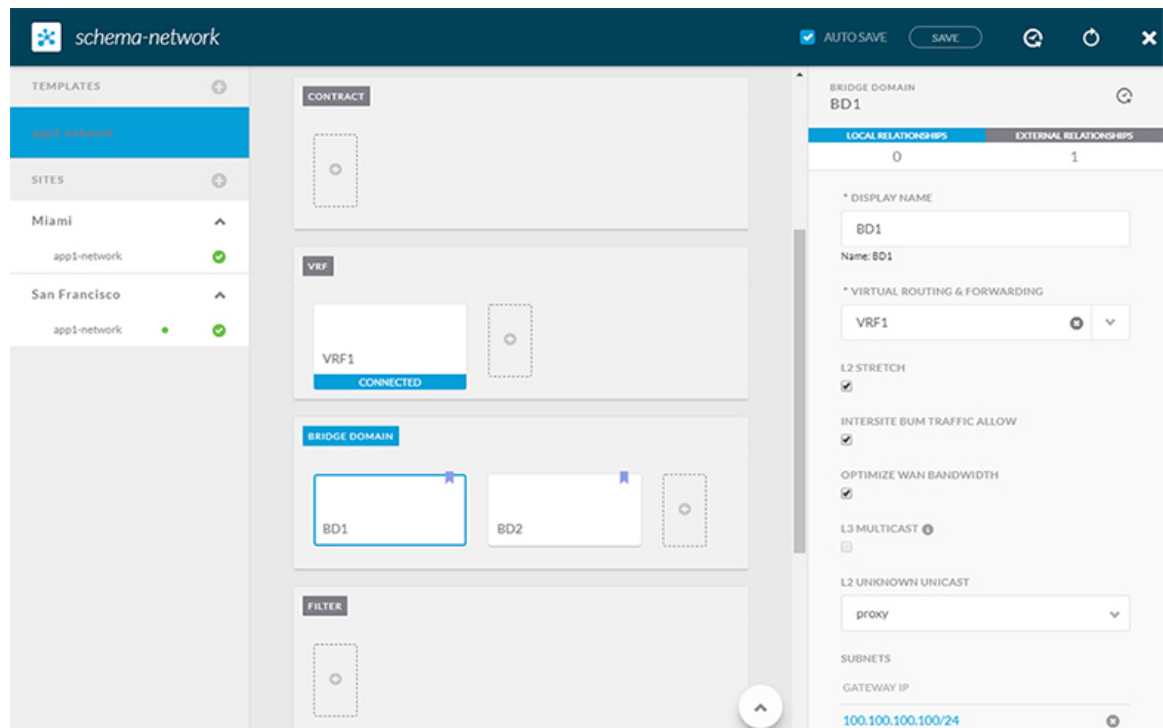 schema-network
AUTO SAVE
SAVE
TEMPLATES
app1-network
SITES
Miami
app1-network
San Francisco
app1-network
CONTRACT
VRF
VRF1
CONNECTED
BRIDGE DOMAIN
BD1
BD2
FILTER
BRIDGE DOMAIN
BD1
LOCAL RELATIONSHIPS
EXTERNAL RELATIONSHIPS
0
1
* DISPLAY NAME
BD1
Name: BD1
* VIRTUAL ROUTING & FORWARDING
VRF1
L2 STRETCH
INTERSITE BUM TRAFFIC ALLOW
OPTIMIZE WAN BANDWIDTH
L3 MULTICAST
L2 UNKNOWN UNICAST
proxy
SUBNETS
GATEWAY IP
100.100.100.100/24